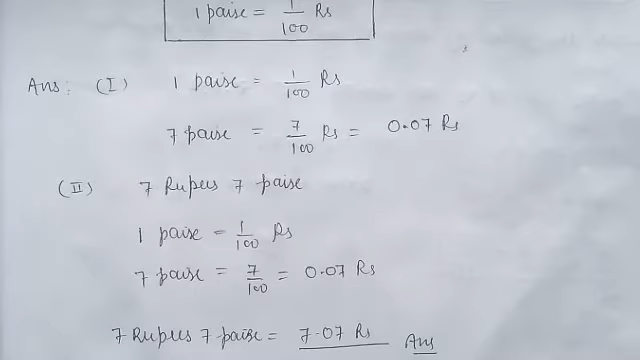 1 paise = 1/100 Rs
Ans: (I) 1 paise = 1/100 Rs
7 paise = 7/100 Rs = 0.07 Rs
(II) 7 Rupees 7 paise
1 paise = 1/100 Rs
7 paise = 7/100 = 0.07 Rs
7 Rupees 7 paise = 7.07 Rs Ans